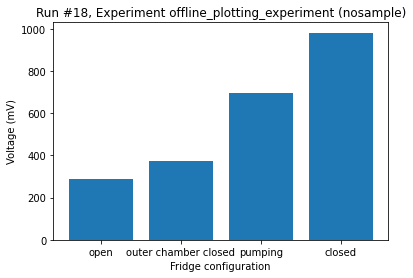 Run #18, Experiment offline_plotting_experiment (nosample)
1000
800
600
400
200
0
Voltage (mV)
open outer chamber closed pumping closed
Fridge configuration